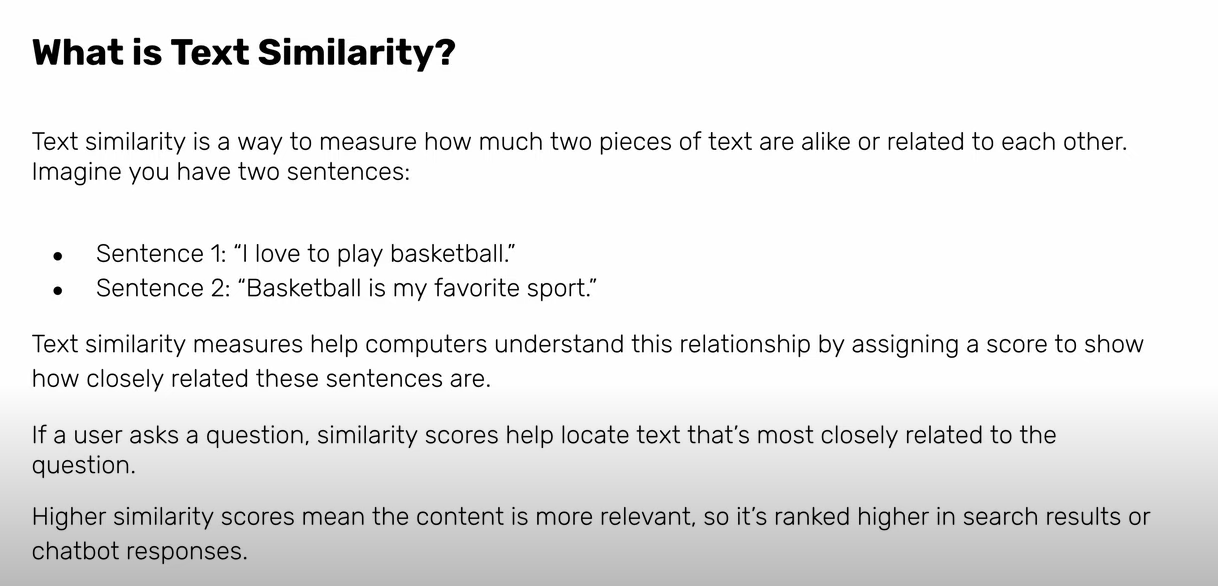 What is Text Similarity?
Text similarity is a way to measure how much two pieces of text are alike or related to each other.
Imagine you have two sentences:
● Sentence 1: “I love to play basketball.”
● Sentence 2: “Basketball is my favorite sport.”
Text similarity measures help computers understand this relationship by assigning a score to show
how closely related these sentences are.
If a user asks a question, similarity scores help locate text that’s most closely related to the
question.
Higher similarity scores mean the content is more relevant, so it’s ranked higher in search results or
chatbot responses.